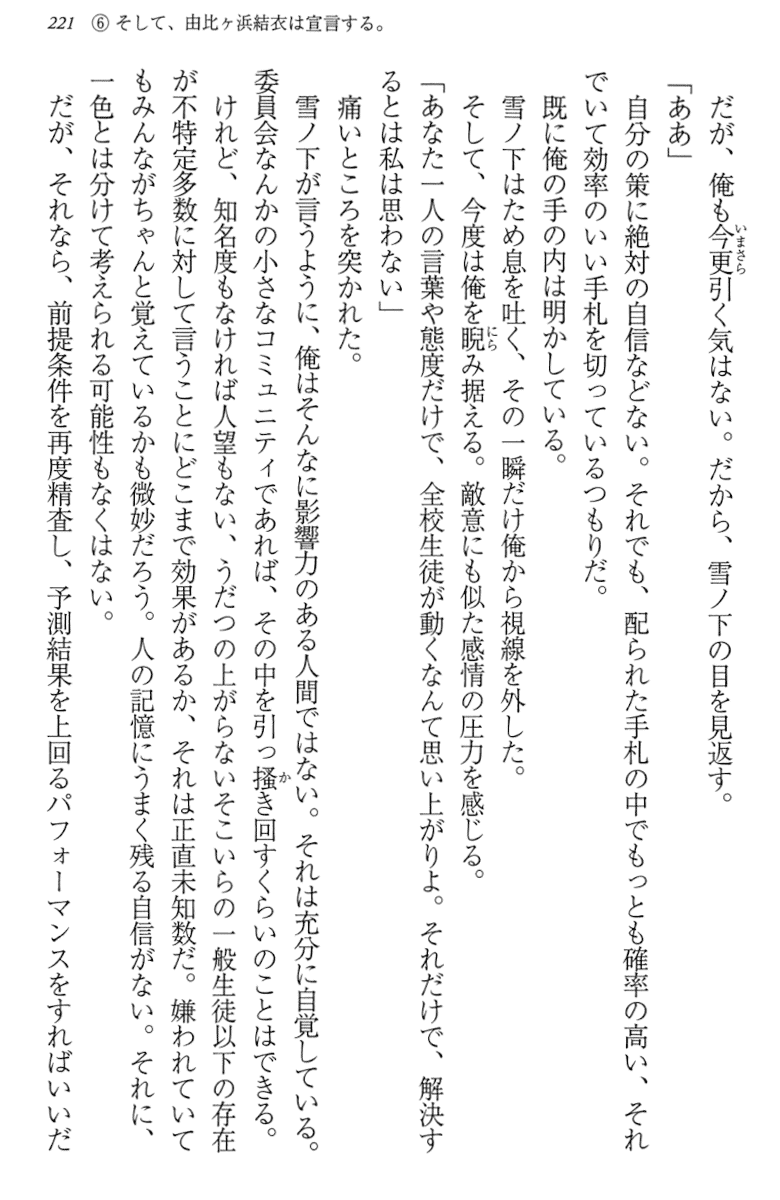 221 ⑥ そして、由比ヶ浜結衣は宣言する。
だが、俺も今更引く気はない。だから、雪ノ下の目を見返す。
「ああ」
自分の策に絶対の自信などない。それでも、配られた手札の中でもっとも確率の高い、それ
でいて効率のいい手札を切っているつもりだ。
既に俺の手の内は明かしている。
雪ノ下はため息を吐く、その一瞬だけ俺から視線を外した。
そして、今度は俺を睨み据える。敵意にも似た感情の圧力を感じる。
「あなた一人の言葉や態度だけで、全校生徒が動くなんて思い上がりよ。それだけで、解決す
るとは私は思わない」
痛いところを突かれた。
雪ノ下が言うように、俺はそんなに影響力のある人間ではない。それは充分に自覚している。
委員会なんかの小さなコミュニティであれば、その中を引っ掻き回すくらいのことはできる。
けれど、知名度もなければ人望もない、うだつの上がらないそこいらの一般生徒以下の存在
が不特定多数に対して言うことにどこまで効果があるか、それは正直未知数だ。嫌われていて
もみんながちゃんと覚えているかも微妙だろう。人の記憶にうまく残る自信がない。それに、
一色とは分けて考えられる可能性もなくはない。
だが、それなら、前提条件を再度精査し、予測結果を上回るパフォーマンスをすればいいだ